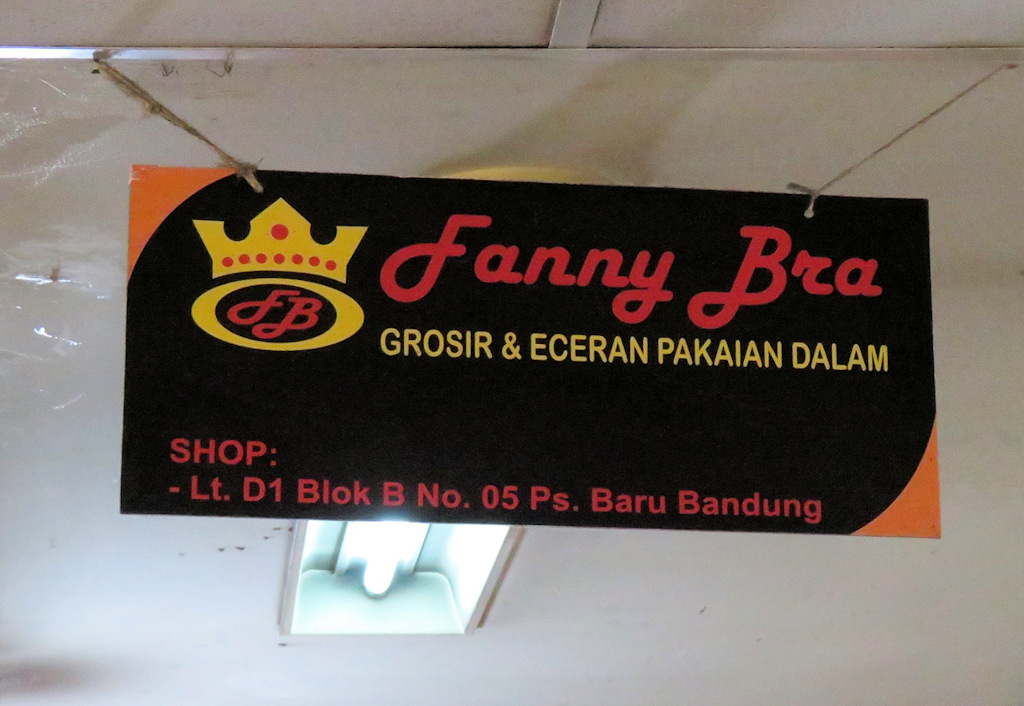 FB
Fanny Bra
GROSIR & ECERAN PAKAIAN DALAM
SHOP:
- Lt. D1 Blok B No. 05 Ps. Baru Bandung